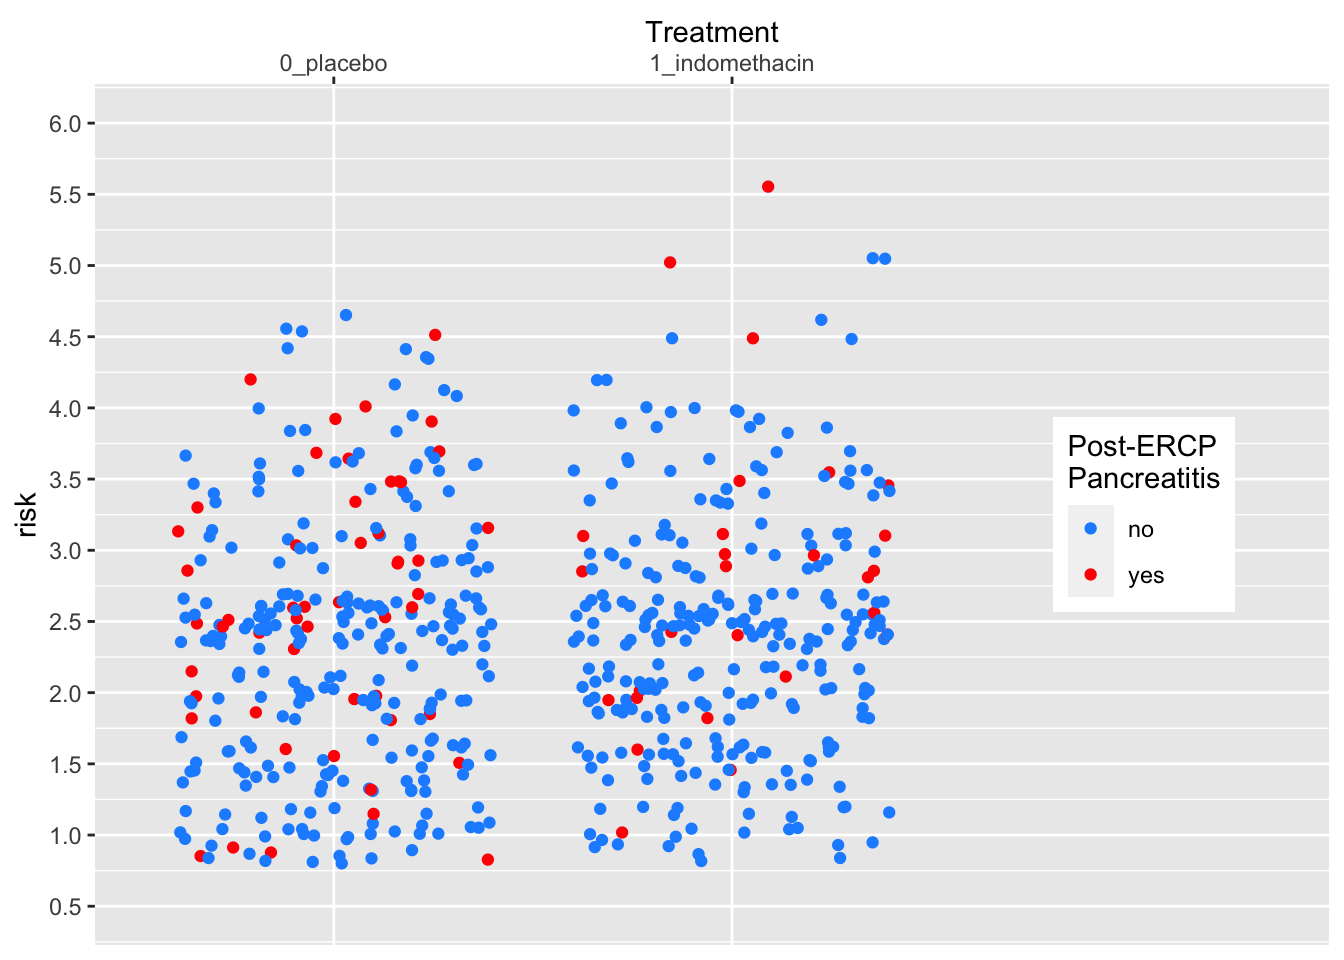 Treatment
0_placebo 1_indomethacin
6.0
5.5
5.0
4.5
4.0
3.5
3.0
2.5
2.0
1.5
1.0
0.5
risk
Post-ERCP
Pancreatitis
no
yes